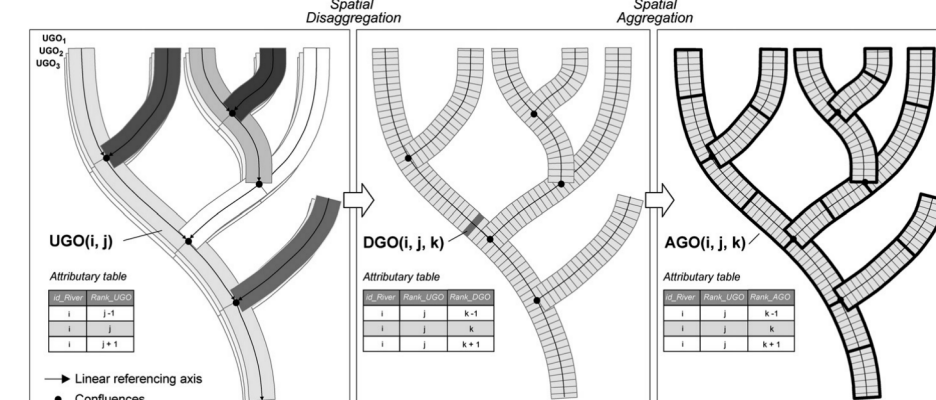 Spatial
Disaggregation
Spatial
Aggregation
UGO1
UGO2
UGO3
UGO(i, j)
Attributary table
id_River Rank_UGO
i j-1
i j
i j + 1
Linear referencing axis
Confluences
DGO(i, j, k)
Attributary table
id_River Rank_UGO Rank_DGO
i j k-1
i j k
i j k + 1
AGO(i, j, k)
Attributary table
id_River Rank_UGO Rank_AGO
i j k-1
i j k
i j k + 1